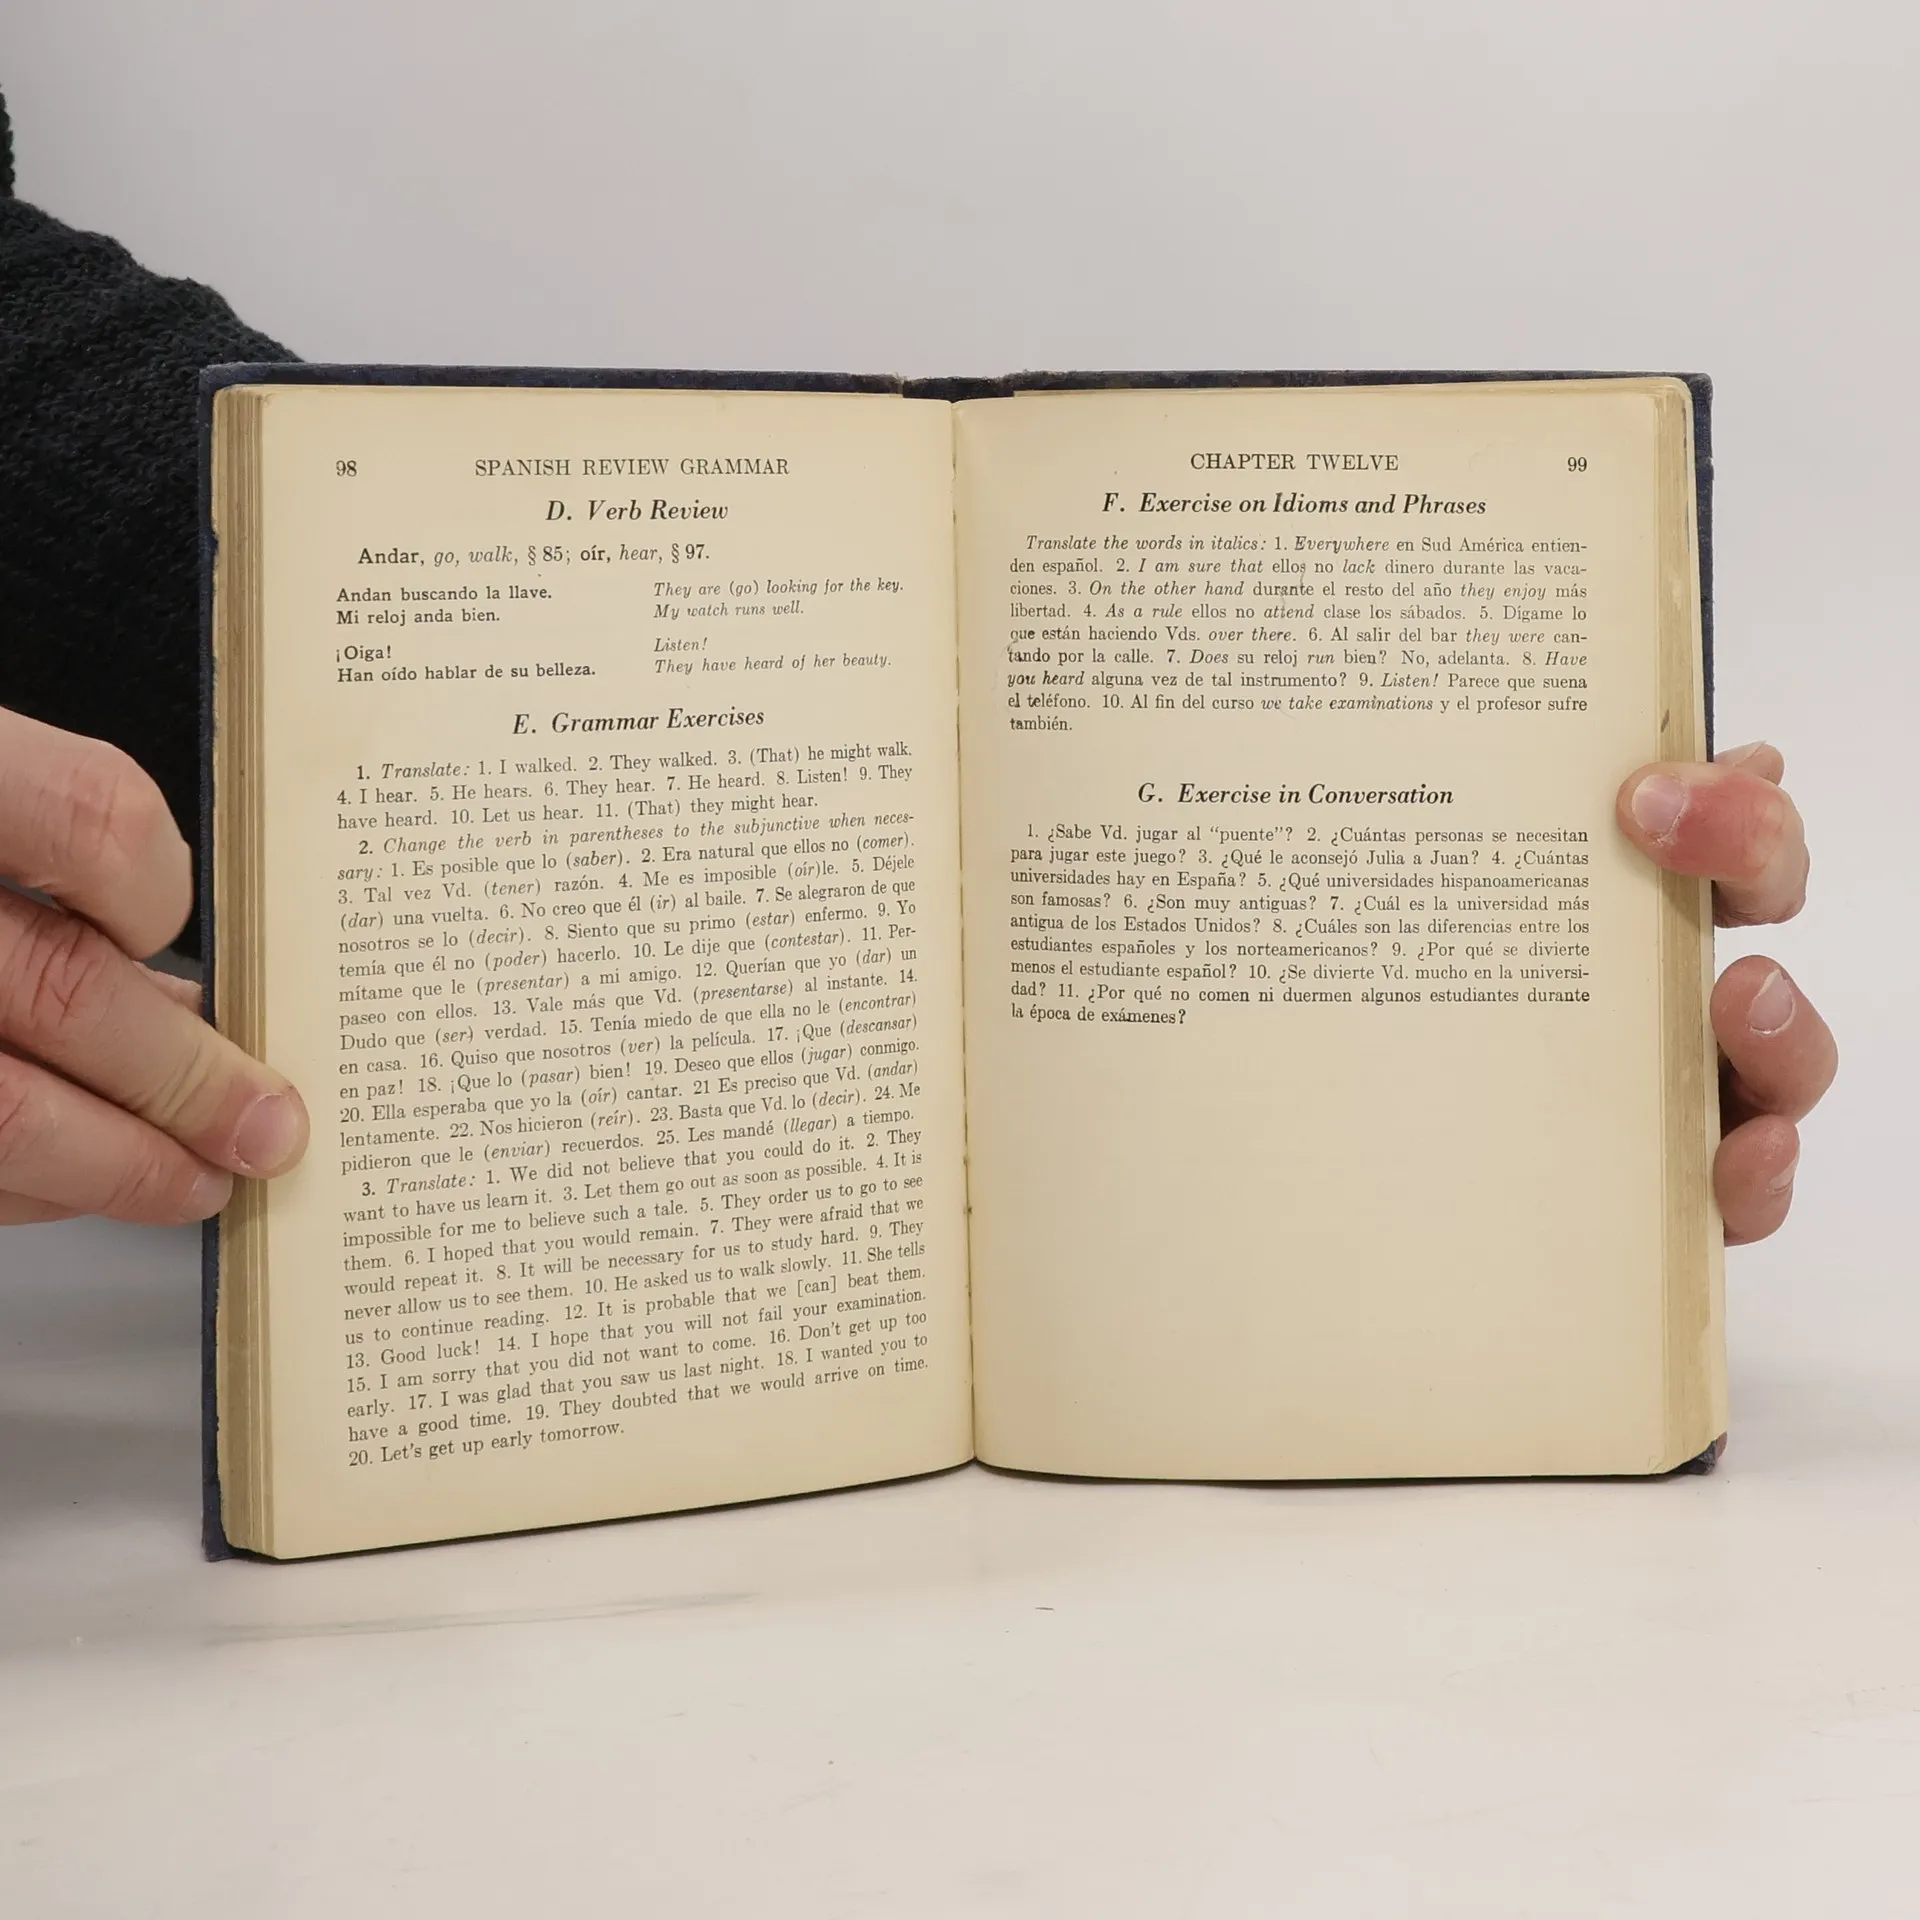 98
SPANISH REVIEW GRAMMAR
D. Verb Review
Andar, go, walk, § 85; oír, hear, § 97.
Andan buscando la llave. They are (go) looking for the key.
Mi reloj anda bien. My watch runs well.
¡Oiga! Listen!
Han oído hablar de su belleza. They have heard of her beauty.
E. Grammar Exercises
1. Translate: 1. I walked. 2. They walked. 3. (That) he might walk.
4. I hear. 5. He hears. 6. They hear. 7. He heard. 8. Listen! 9. They
have heard. 10. Let us hear. 11. (That) they might hear.
2. Change the verb in parentheses to the subjunctive when neces-
sary: 1. Es posible que lo (saber). 2. Era natural que ellos no (comer).
3. Tal vez Vd. (tener) razón. 4. Me es imposible (oír)le. 5. Déjele
(dar) una vuelta. 6. No creo que él (ir) al baile. 7. Se alegraron de que
nosotros se lo (decir). 8. Siento que su primo (estar) enfermo. 9. Yo
temía que él no (poder) hacerlo. 10. Le dije que (contestar). 11. Per-
mítame que le (presentar) a mi amigo. 12. Querían que yo (dar) un
paseo con ellos. 13. Vale más que Vd. (presentarse) al instante. 14.
Dudo que (ser) verdad. 15. Tenía miedo de que ella no le (encontrar)
en casa. 16. Quiso que nosotros (ver) la película. 17. ¡Que (descansar)
en paz! 18. ¡Que lo (pasar) bien! 19. Deseo que ellos (jugar) conmigo.
20. Ella esperaba que yo la (oír) cantar. 21 Es preciso que Vd. (andar)
lentamente. 22. Nos hicieron (reír). 23. Basta que Vd. lo (decir). 24. Me
pidieron que le (enviar) recuerdos. 25. Les mandé (llegar) a tiempo.
3. Translate: 1. We did not believe that you could do it. 2. They
want to have us learn it. 3. Let them go out as soon as possible. 4. It is
impossible for me to believe such a tale. 5. They order us to go to see
them. 6. I hoped that you would remain. 7. They were afraid that we
would repeat it. 8. It will be necessary for us to study hard. 9. They
never allow us to see them. 10. He asked us to walk slowly. 11. She tells
us to continue reading. 12. It is probable that we [can] beat them.
13. Good luck! 14. I hope that you will not fail your examination.
15. I am sorry that you did not want to come. 16. Don't get up too
early. 17. I was glad that you saw us last night. 18. I wanted you to
have a good time. 19. They doubted that we would arrive on time.
20. Let's get up early tomorrow.
CHAPTER TWELVE
99
F. Exercise on Idioms and Phrases
Translate the words in italics: 1. Everywhere en Sud América entien-
den español. 2. I am sure that ellos no lack dinero durante las vaca-
ciones. 3. On the other hand durante el resto del año they enjoy más
libertad. 4. As a rule ellos no attend clase los sábados. 5. Dígame lo
que están haciendo Vds. over there. 6. Al salir del bar they were can-
tando por la calle. 7. Does su reloj run bien? No, adelanta. 8. Have
you heard alguna vez de tal instrumento? 9. Listen! Parece que suena
el teléfono. 10. Al fin del curso we take examinations y el profesor sufre
también.
G. Exercise in Conversation
1. ¿Sabe Vd. jugar al “puente”? 2. ¿Cuántas personas se necesitan
para jugar este juego? 3. ¿Qué le aconsejó Julia a Juan? 4. ¿Cuántas
universidades hay en España? 5. ¿Qué universidades hispanoamericanas
son famosas? 6. ¿Son muy antiguas? 7. ¿Cuál es la universidad más
antigua de los Estados Unidos? 8. ¿Cuáles son las diferencias entre los
estudiantes españoles y los norteamericanos? 9. ¿Por qué se divierte
menos el estudiante español? 10. ¿Se divierte Vd. mucho en la universi-
dad? 11. ¿Por qué no comen ni duermen algunos estudiantes durante
la época de exámenes?